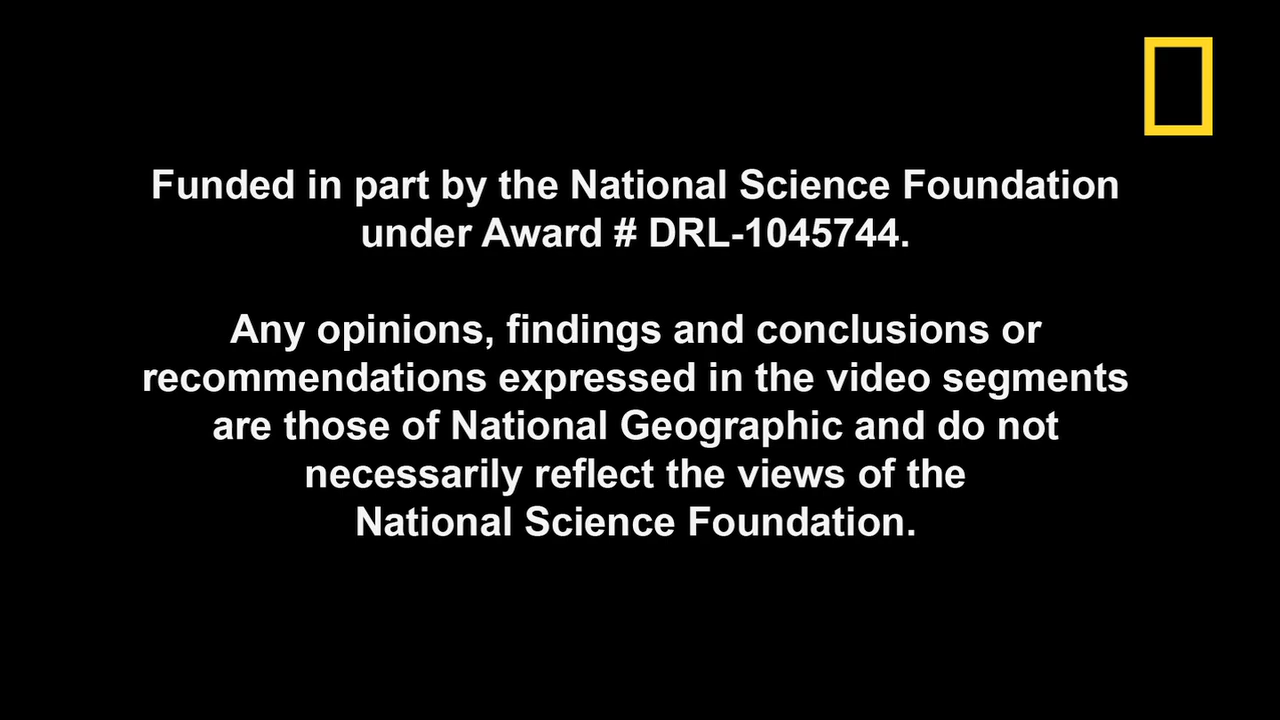 Funded in part by the National Science Foundation
under Award # DRL-1045744.
Any opinions, findings and conclusions or
recommendations expressed in the video segments
are those of National Geographic and do not
necessarily reflect the views of the
National Science Foundation.